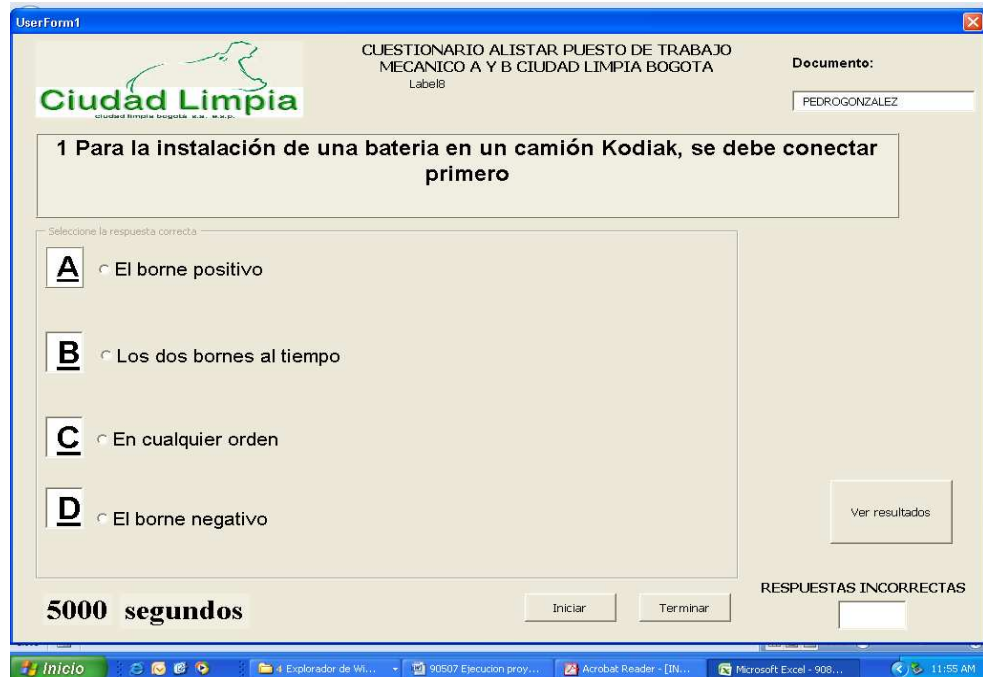 UserForm1
CUESTIONARIO ALISTAR PUESTO DE TRABAJO
MECANICO A Y B CIUDAD LIMPIA BOGOTA
Label8
Documento:
PEDROGONZALEZ
Ciudad Limpia
ciudad limpia bogotá s.a. e.s.p.
1 Para la instalación de una bateria en un camión Kodiak, se debe conectar
primero
Seleccione la respuesta correcta
A El borne positivo
B Los dos bornes al tiempo
C En cualquier orden
D El borne negativo
Ver resultados
RESPUESTAS INCORRECTAS
5000 segundos
Iniciar
Terminar
Inicio
4 Explorador de Wi...
90507 Ejecucion proy...
Acrobat Reader - [IN...
Microsoft Excel - 908...
11:55 AM